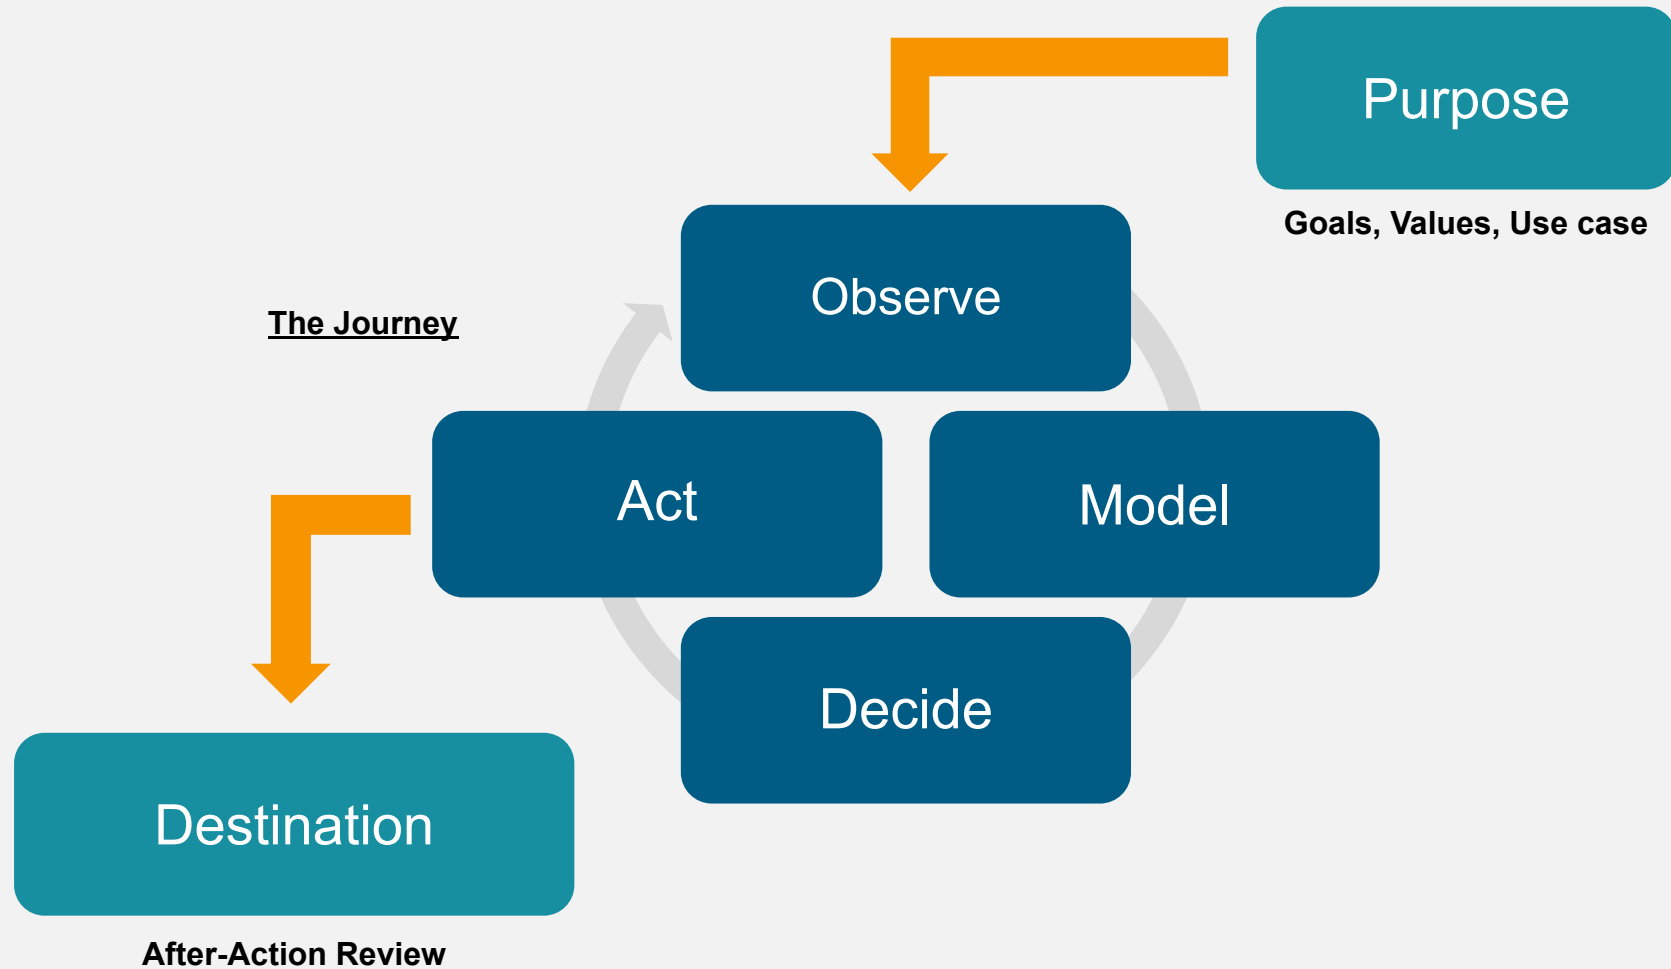 Purpose
Goals, Values, Use case
Observe
The Journey
Act
Model
Decide
Destination
After-Action Review